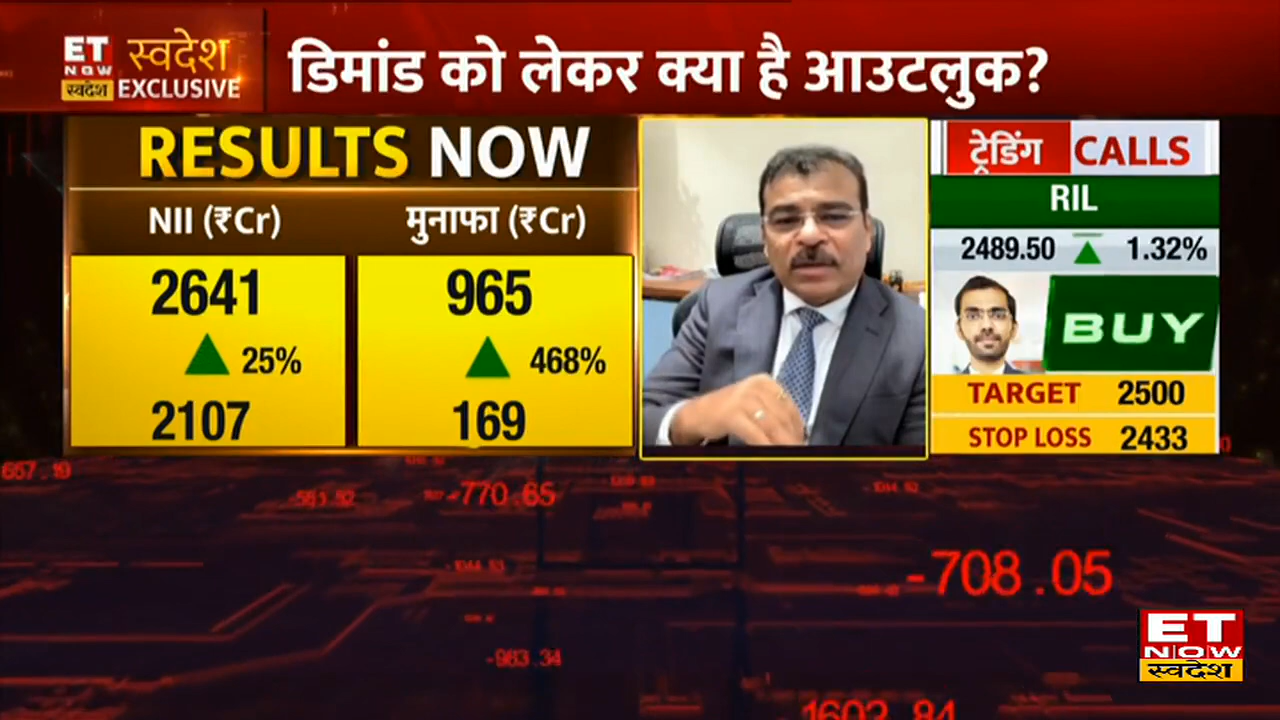 ET
NOW
स्वदेश
स्वदेश
EXCLUSIVE
डिमांड को लेकर क्या है आउटलुक?
RESULTS NOW
NII (₹Cr)
मुनाफा (₹Cr)
2641
25%
2107
965
468%
169
ट्रेडिंग CALLS
RIL
2489.50 1.32%
BUY
TARGET 2500
STOP LOSS 2433
657.19
-770.65
-708.05
-983.34
ET
NOW
स्वदेश